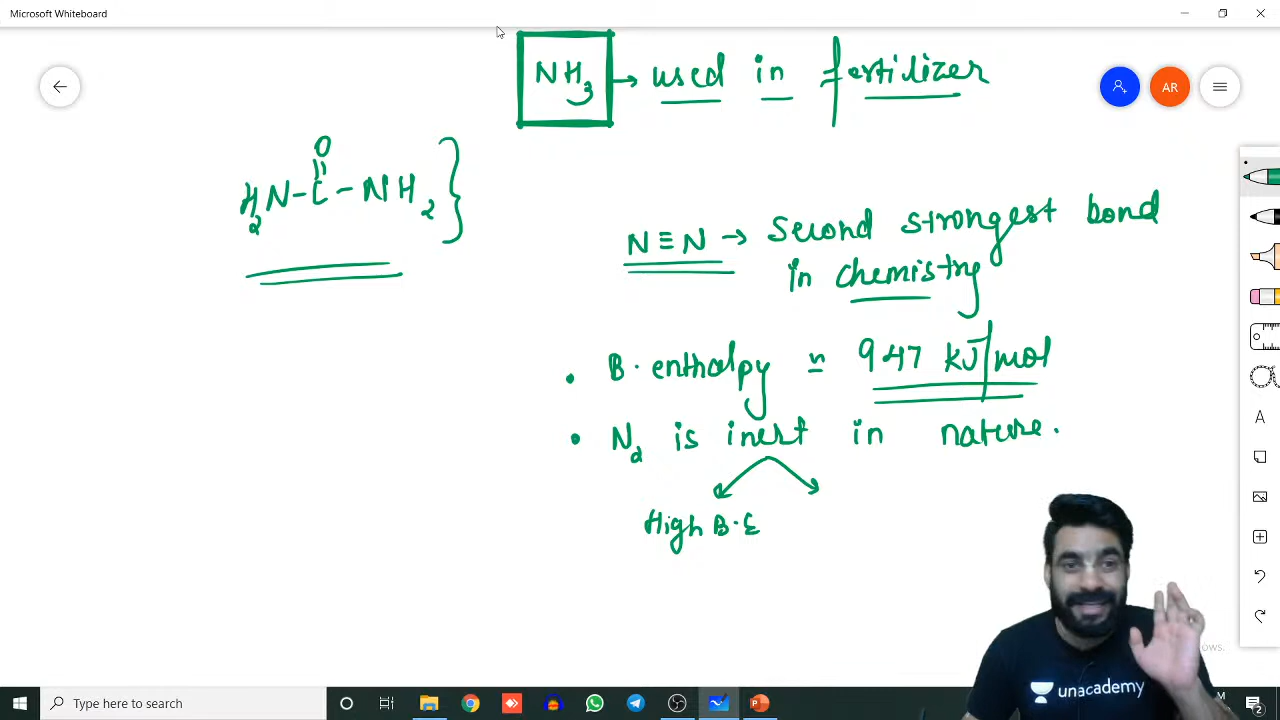 Microsoft Whiteboard
NH3 → used in fertilizer
AR
O
H2N-C-NH2}
N≡N → Second strongest bond
in chemistry
• B.enthalpy = 947 kJ/mol
• N2 is inert in nature.
High B.E
A
unacademy
Type here to search